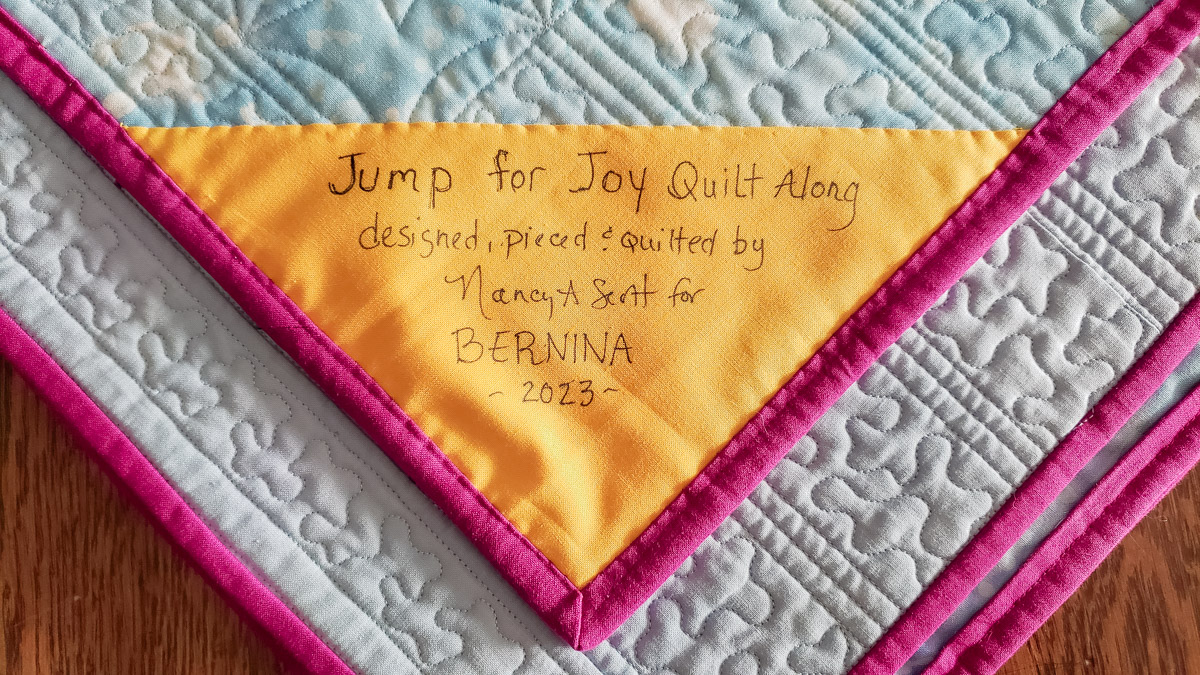 Jump for Joy Quilt Along
designed, pieced & quilted by
Nancy A Scott for
BERNINA
~ 2023 ~